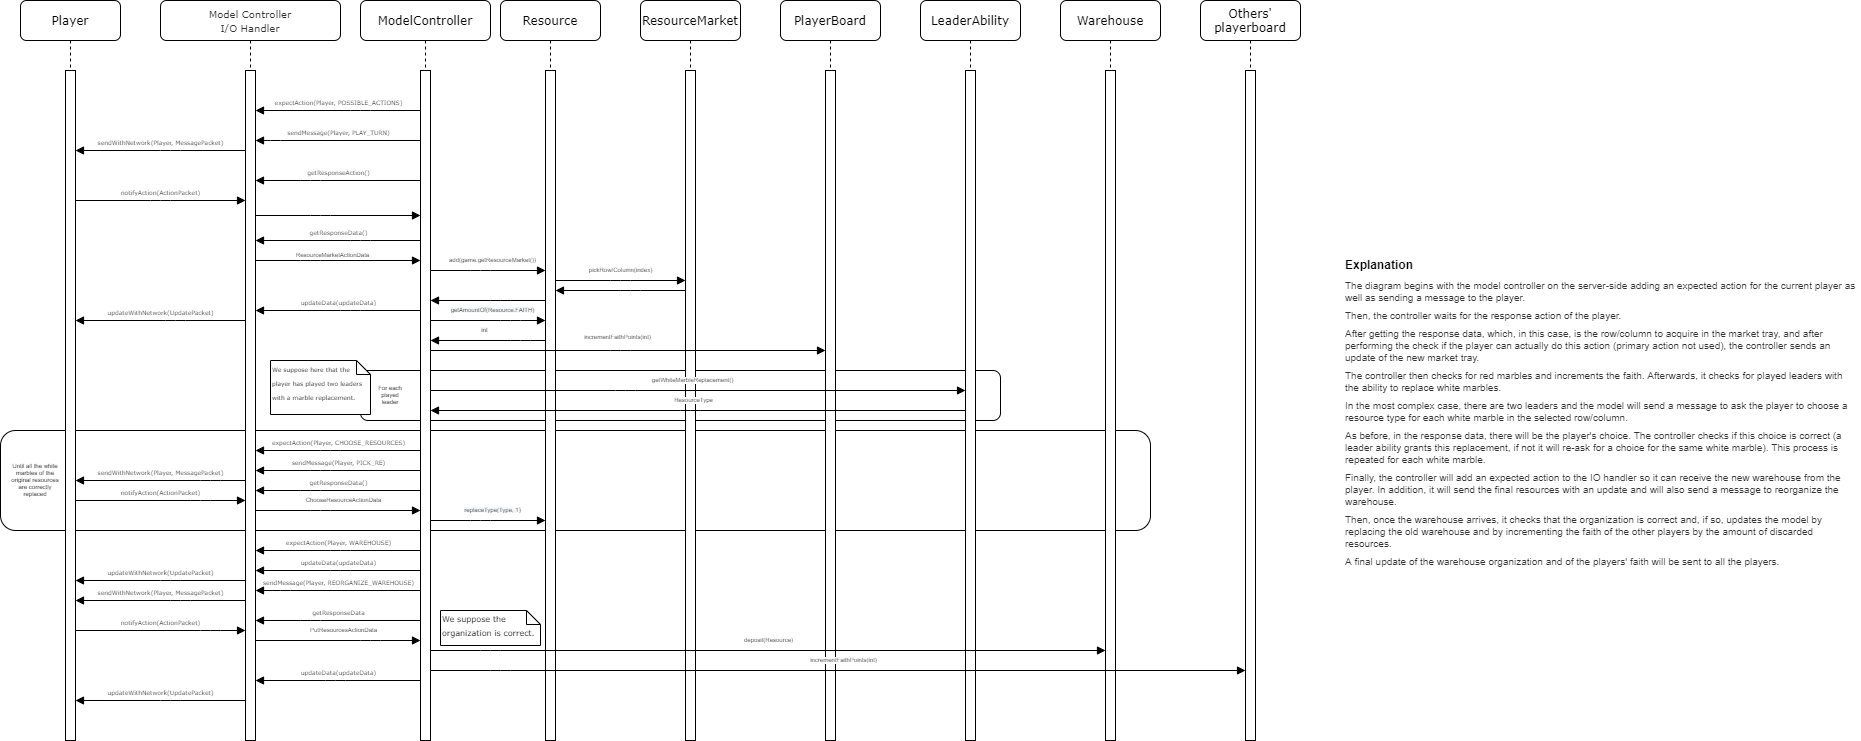 Player
Model Controller
I/O Handler
ModelController
Resource
ResourceMarket
PlayerBoard
LeaderAbility
Warehouse
Others'
playerboard
expectAction(Player, POSSIBLE_ACTIONS)
sendMessage(Player, PLAY_TURN)
sendWithNetwork(Player, MessagePacket)
getResponseAction()
notifyAction(ActionPacket)
getResponseData()
ResourceMarketActionData
add(game.getResourceMarket())
pickRowColumn(index)
updateData(updateData)
getAmountOf(Resource.FAITH)
updateWithNetwork(UpdatePacket)
int
incrementFaithPoints(int)
We suppose here that the
player has played two leaders
with a marble replacement.
For each
played
leader
getWhiteMarbleReplacement()
ResourceType
Until all the white
marbles of the
original resources
are correctly
replaced
expectAction(Player, CHOOSE_RESOURCES)
sendMessage(Player, PICK_RE)
sendWithNetwork(Player, MessagePacket)
getResponseData()
notifyAction(ActionPacket)
ChooseResourceActionData
replaceType(Type, 1)
expectAction(Player, WAREHOUSE)
updateData(updateData)
updateWithNetwork(UpdatePacket)
sendMessage(Player, REORGANIZE_WAREHOUSE)
sendWithNetwork(Player, MessagePacket)
getResponseData
notifyAction(ActionPacket)
PutResourcesActionData
We suppose the
organization is correct.
deposit(Resource)
incrementFaithPoints(int)
updateData(updateData)
updateWithNetwork(UpdatePacket)
Explanation
The diagram begins with the model controller on the server-side adding an expected action for the current player as
well as sending a message to the player.
Then, the controller waits for the response action of the player.
After getting the response data, which, in this case, is the row/column to acquire in the market tray, and after
performing the check if the player can actually do this action (primary action not used), the controller sends an
update of the new market tray.
The controller then checks for red marbles and increments the faith. Afterwards, it checks for played leaders with
the ability to replace white marbles.
In the most complex case, there are two leaders and the model will send a message to ask the player to choose a
resource type for each white marble in the selected row/column.
As before, in the response data, there will be the player's choice. The controller checks if this choice is correct (a
leader ability grants this replacement, if not it will re-ask for a choice for the same white marble). This process is
repeated for each white marble.
Finally, the controller will add an expected action to the IO handler so it can receive the new warehouse from the
player. In addition, it will send the final resources with an update and will also send a message to reorganize the
warehouse.
Then, once the warehouse arrives, it checks that the organization is correct and, if so, updates the model by
replacing the old warehouse and by incrementing the faith of the other players by the amount of discarded
resources.
A final update of the warehouse organization and of the players' faith will be sent to all the players.